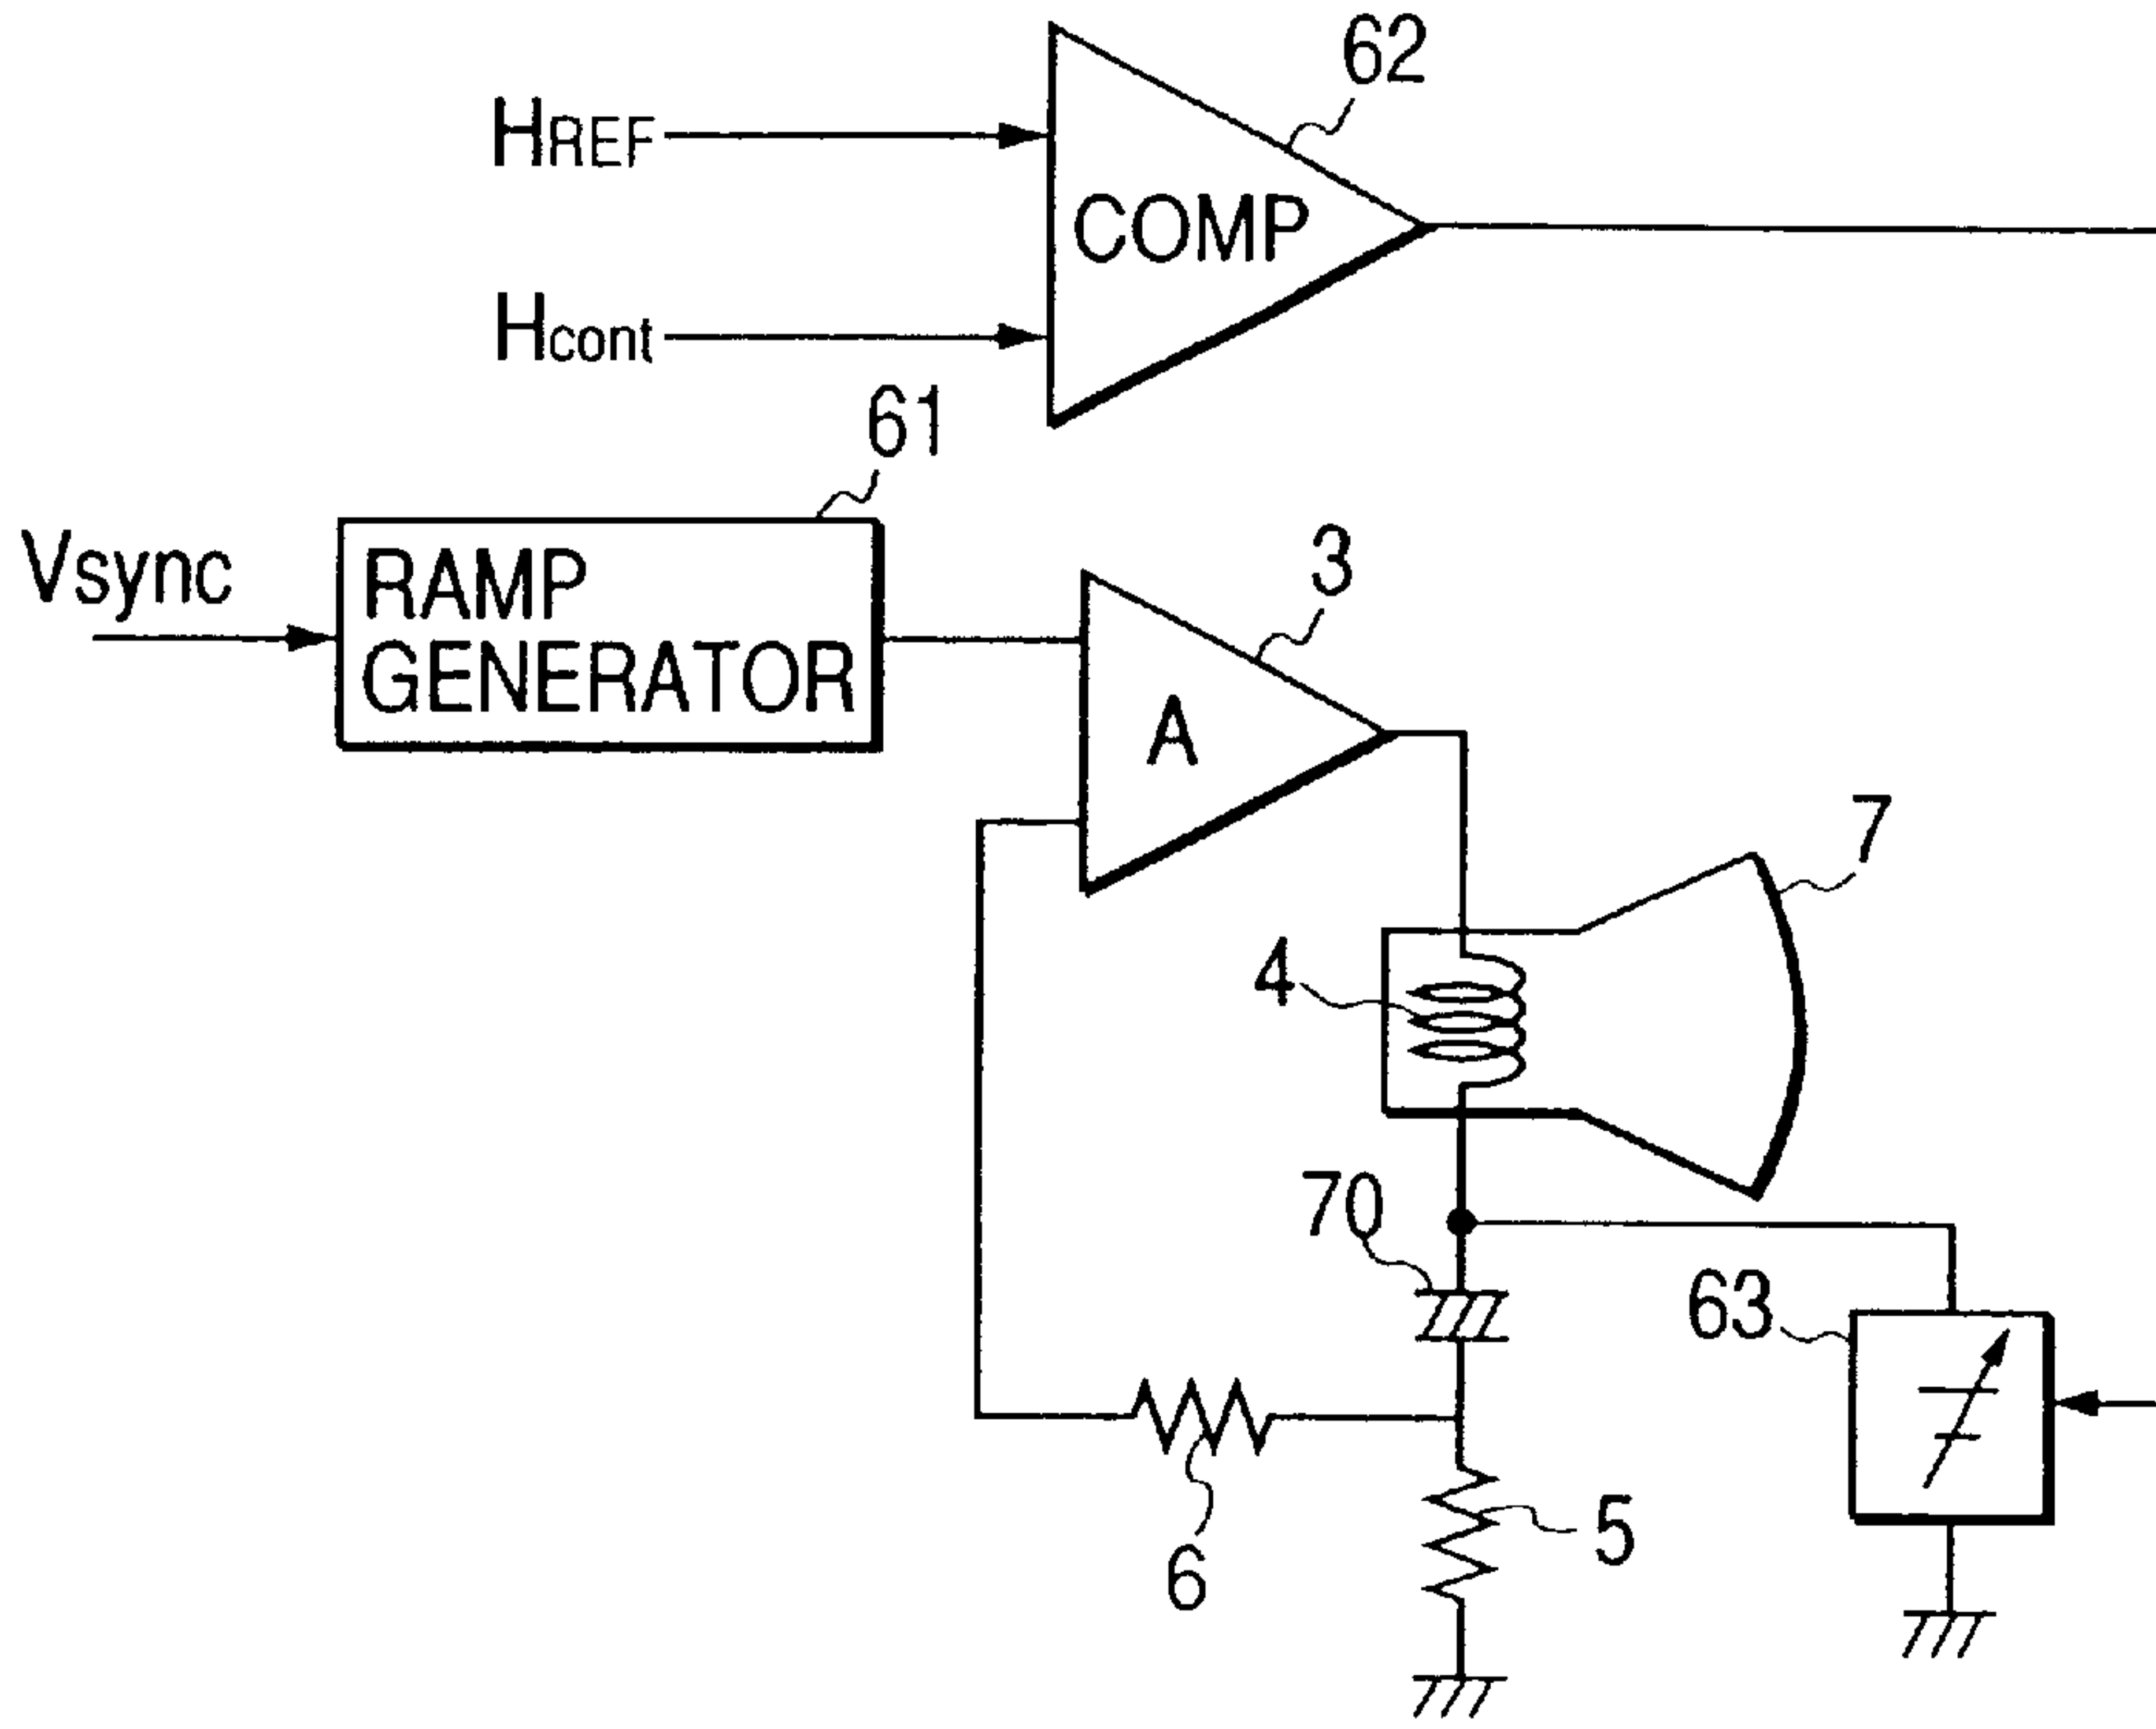 62
HREF
COMP
Hcont
61
Vsync
RAMP
GENERATOR
3
A
7
4
70
63
5
6